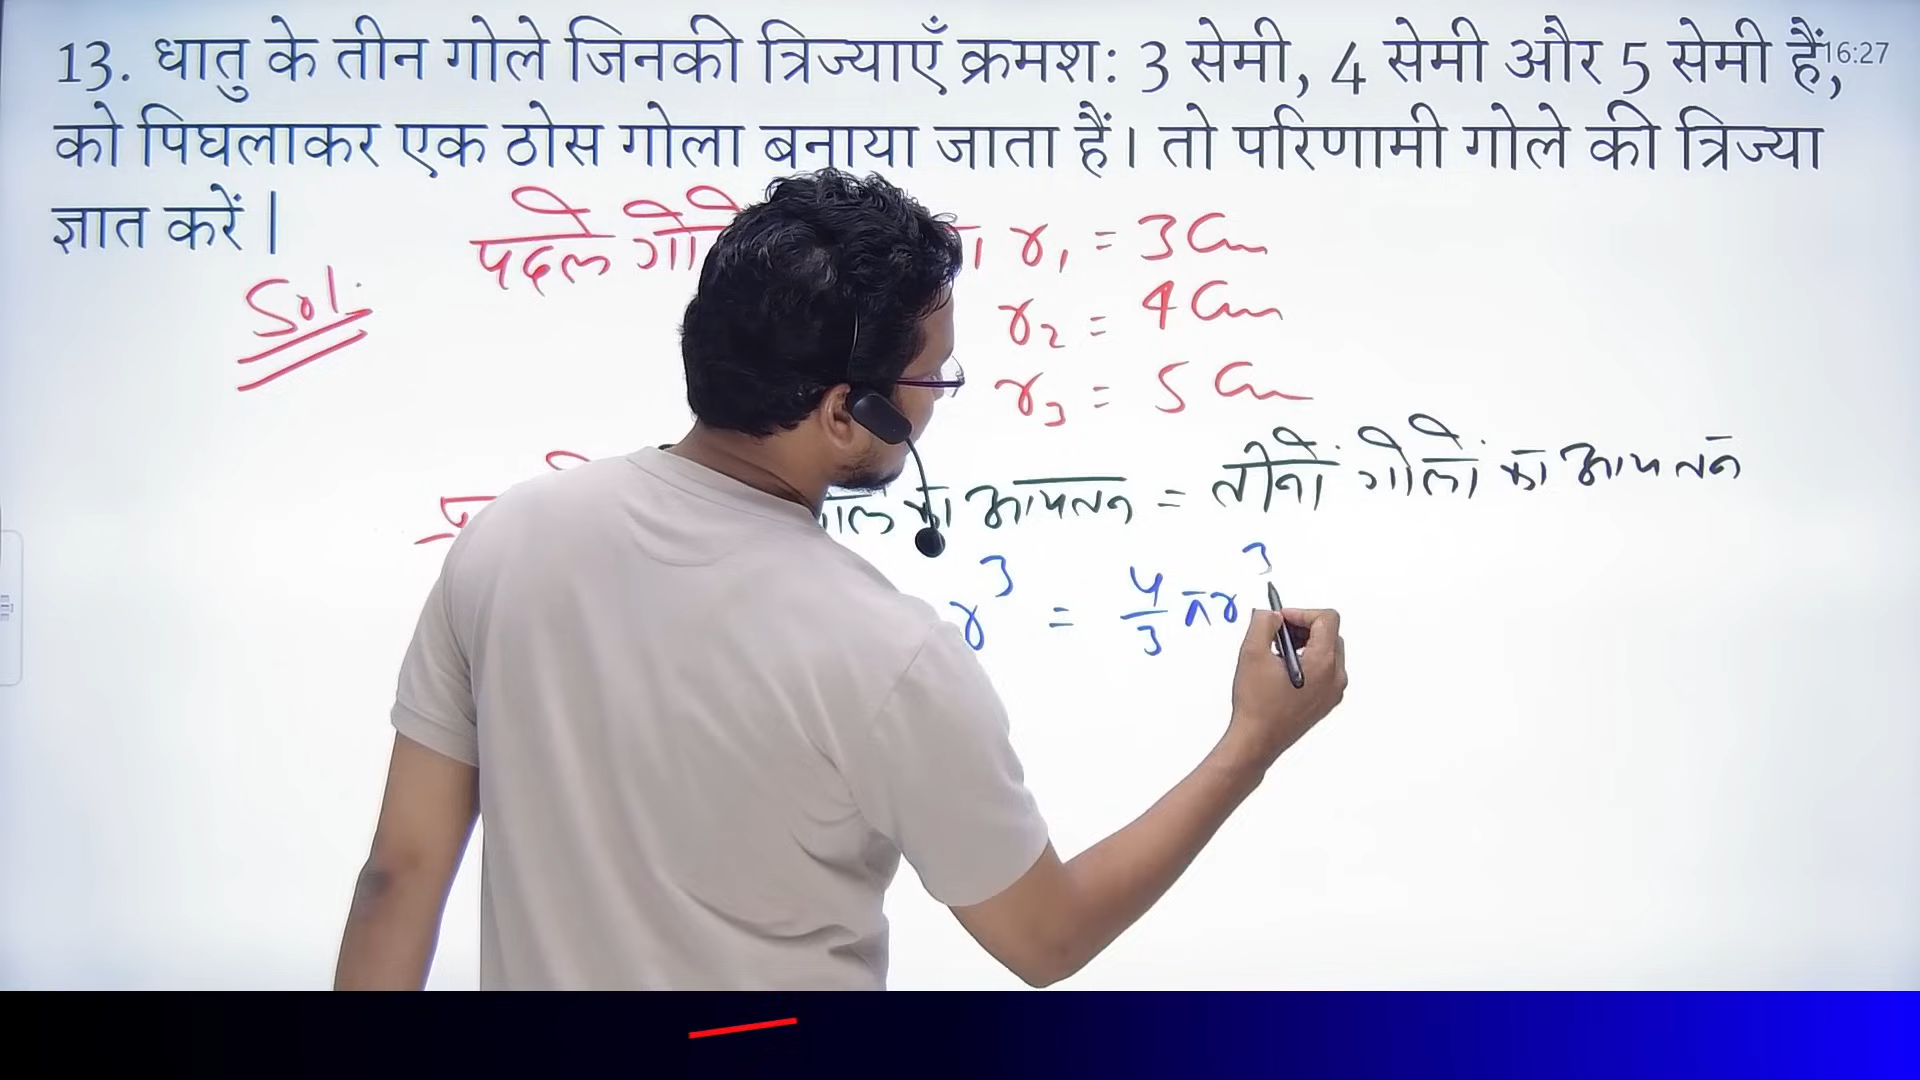 13. धातु के तीन गोले जिनकी त्रिज्याएँ क्रमश: 3 सेमी, 4 सेमी और 5 सेमी हैं,
16:27
को पिघलाकर एक ठोस गोला बनाया जाता हैं। तो परिणामी गोले की त्रिज्या
ज्ञात करें |
Sol.
पहले r₁ = 3 Cm
r₂ = 4 Cm
r₃ = 5 Cm
का आयतन = तीनों गोलों का आयतन
r³ = 4/3 πr³